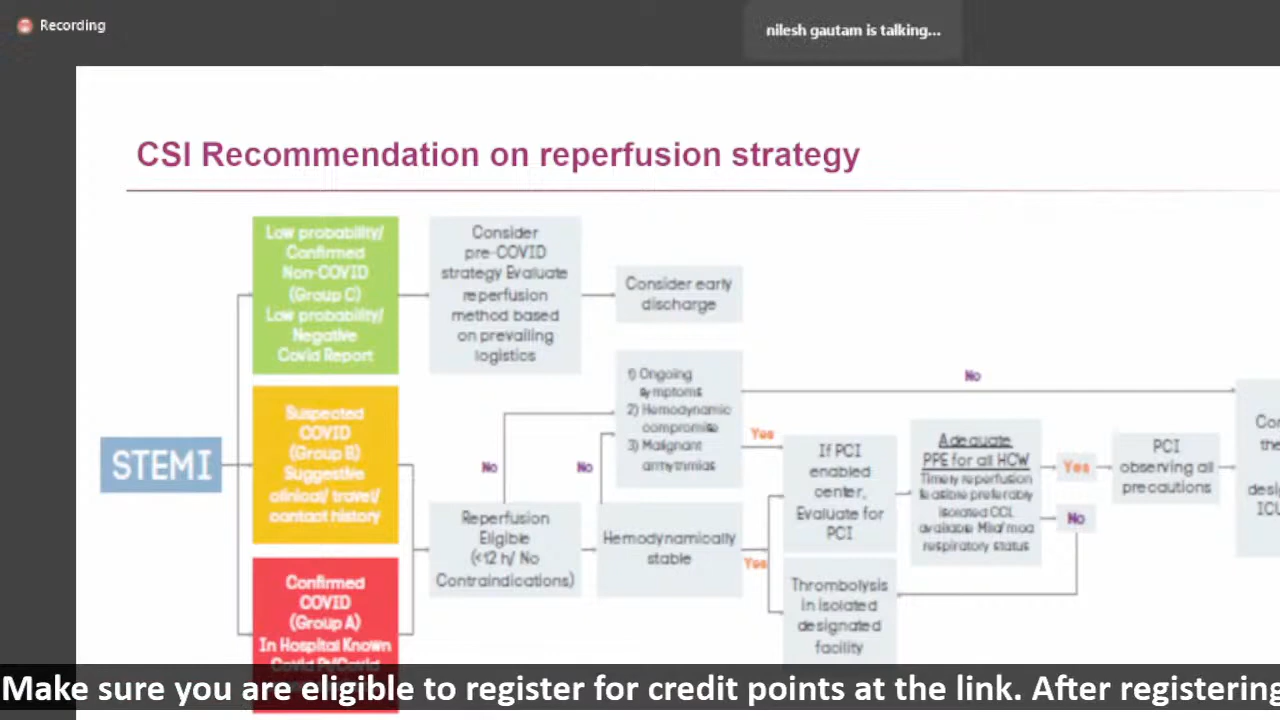 Recording
nilesh gautam is talking...
CSI Recommendation on reperfusion strategy
STEMI
Low probability/
Confirmed
Non-COVID
(Group C)
Low probability/
Negative
Covid Report
Consider
pre-COVID
strategy Evaluate
reperfusion
method based
on prevailing
logistics
Consider early
discharge
Suspected
COVID
(Group B)
Suggestive
clinical/ travel/
contact history
Confirmed
COVID
(Group A)
In Hospital Known
No
Reperfusion
Eligible
(<12 h/ No
Contraindications)
No
1) Ongoing
symptoms
2) Hemodynamic
compromise
3) Malignant
arrhythmias
Hemodynamically
stable
No
Yes
Yes
If PCI
enabled
center,
Evaluate for
PCI
Thrombolysis
in isolated
designated
facility
Adequate
PPE for all HCW
Timely reperfusion
feasible preferably
isolated CCL
available Mild/mod
respiratory status
Yes
No
PCI
observing all
precautions
Make sure you are eligible to register for credit points at the link. After registering